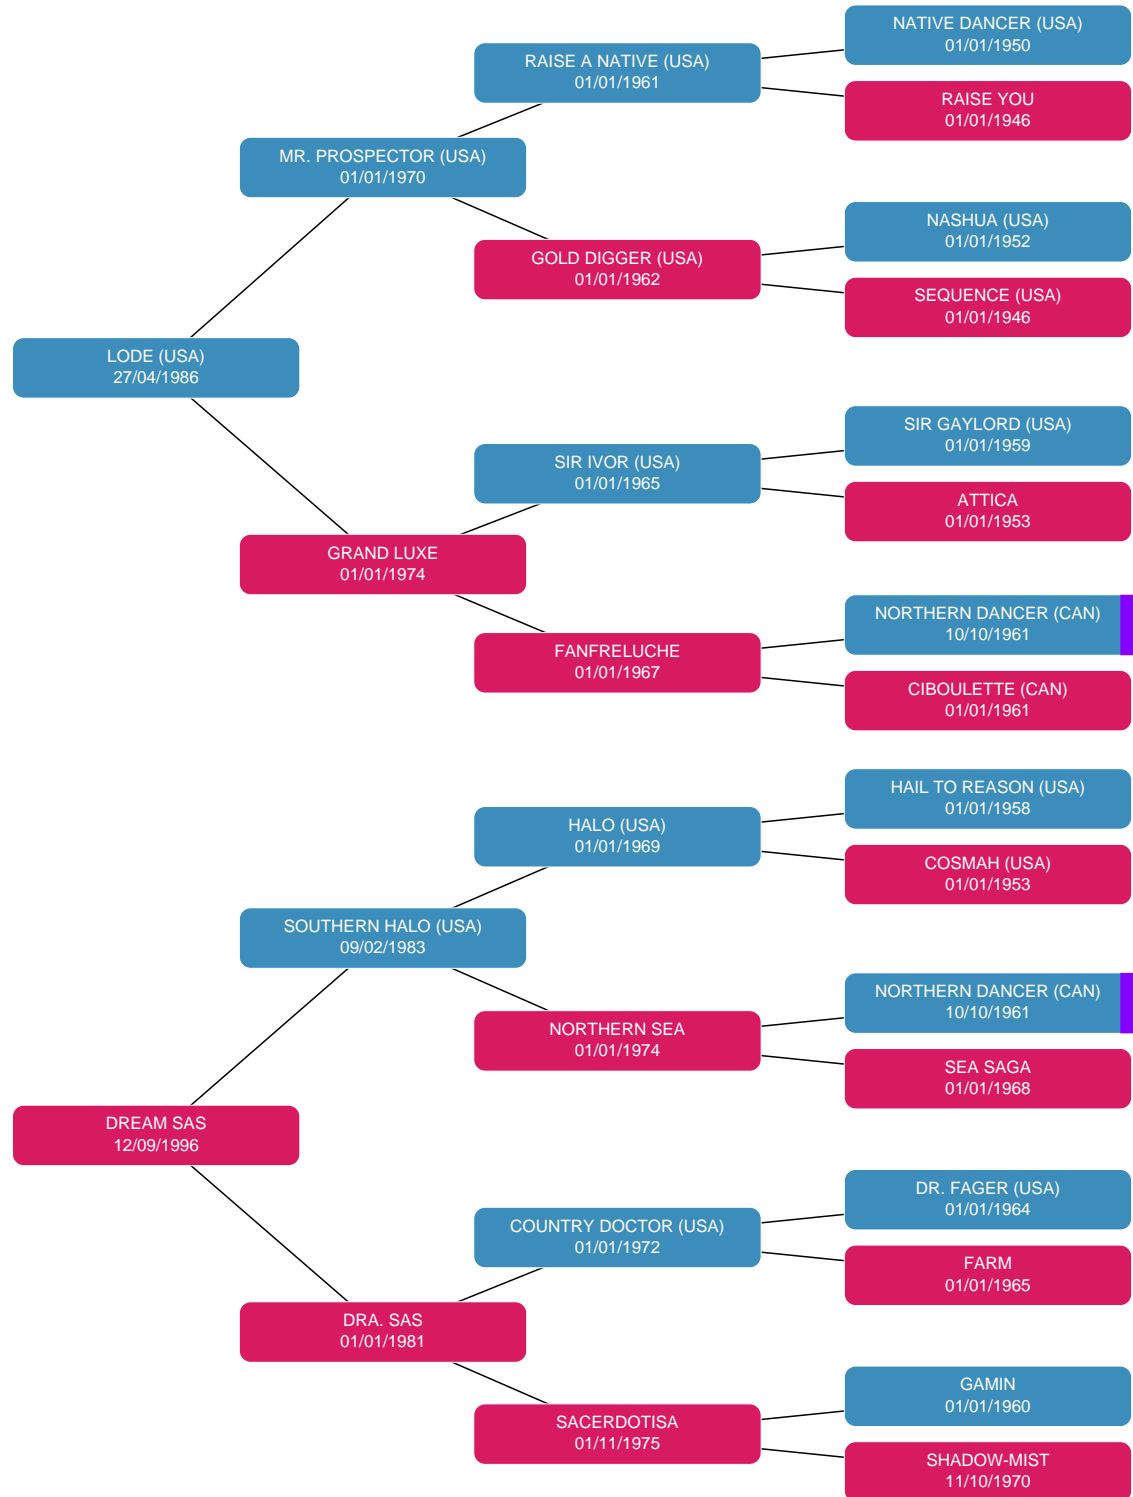 NATIVE DANCER (USA)
01/01/1950
RAISE A NATIVE (USA)
01/01/1961
RAISE YOU
01/01/1946
MR. PROSPECTOR (USA)
01/01/1970
NASHUA (USA)
01/01/1952
GOLD DIGGER (USA)
01/01/1962
SEQUENCE (USA)
01/01/1946
LODE (USA)
27/04/1986
SIR GAYLORD (USA)
01/01/1959
SIR IVOR (USA)
01/01/1965
ATTICA
01/01/1953
GRAND LUXE
01/01/1974
NORTHERN DANCER (CAN)
10/10/1961
FANFRELUCHE
01/01/1967
CIBOULETTE (CAN)
01/01/1961
HAIL TO REASON (USA)
01/01/1958
HALO (USA)
01/01/1969
COSMAH (USA)
01/01/1953
SOUTHERN HALO (USA)
09/02/1983
NORTHERN DANCER (CAN)
10/10/1961
NORTHERN SEA
01/01/1974
SEA SAGA
01/01/1968
DREAM SAS
12/09/1996
DR. FAGER (USA)
01/01/1964
COUNTRY DOCTOR (USA)
01/01/1972
FARM
01/01/1965
DRA. SAS
01/01/1981
GAMIN
01/01/1960
SACERDOTISA
01/11/1975
SHADOW-MIST
11/10/1970